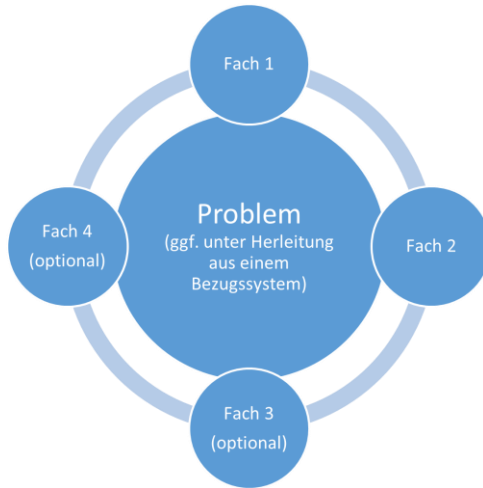 Fach 1
Problem
(ggf. unter Herleitung
aus einem
Bezugssystem)
Fach 4
(optional)
Fach 2
Fach 3
(optional)